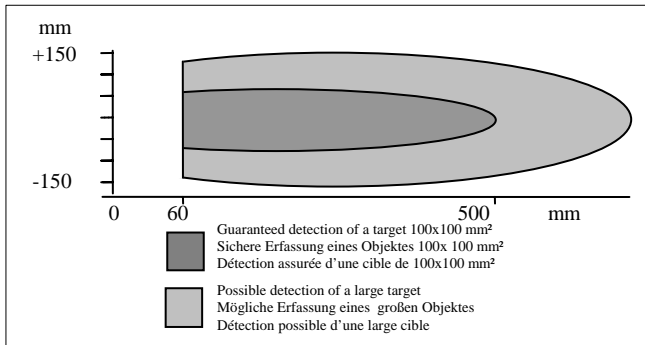 mm
+150
-150
0 60 500 mm
Guaranteed detection of a target 100x100 mm²
Sichere Erfassung eines Objektes 100x 100 mm²
Détection assurée d'une cible de 100x100 mm²
Possible detection of a large target
Mögliche Erfassung eines großen Objektes
Détection possible d'une large cible